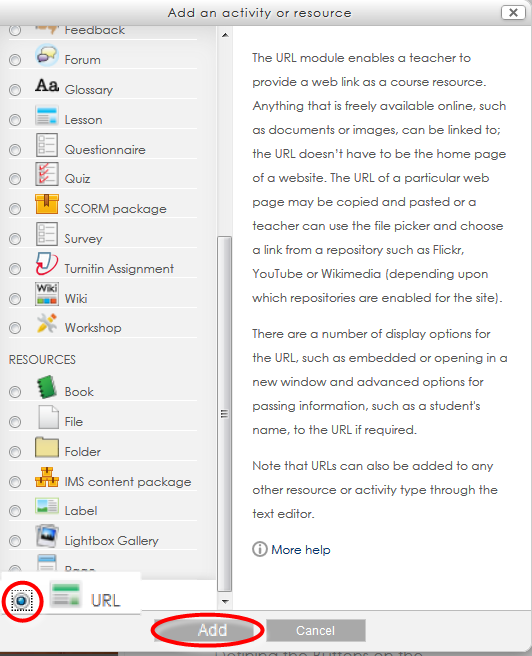 Add an activity or resource
Feedback
Forum
Aa Glossary
Lesson
Questionnaire
Quiz
SCORM package
Survey
Turnitin Assignment
Wiki Wiki
Workshop
RESOURCES
Book
File
Folder
IMS content package
Label
Lightbox Gallery
Page
URL
The URL module enables a teacher to
provide a web link as a course resource.
Anything that is freely available online, such
as documents or images, can be linked to;
the URL doesn't have to be the home page
of a website. The URL of a particular web
page may be copied and pasted or a
teacher can use the file picker and choose
a link from a repository such as Flickr,
YouTube or Wikimedia (depending upon
which repositories are enabled for the site).
There are a number of display options for
the URL, such as embedded or opening in a
new window and advanced options for
passing information, such as a student's
name, to the URL if required.
Note that URLs can also be added to any
other resource or activity type through the
text editor.
More help
Add Cancel
Defining the Buttons on the